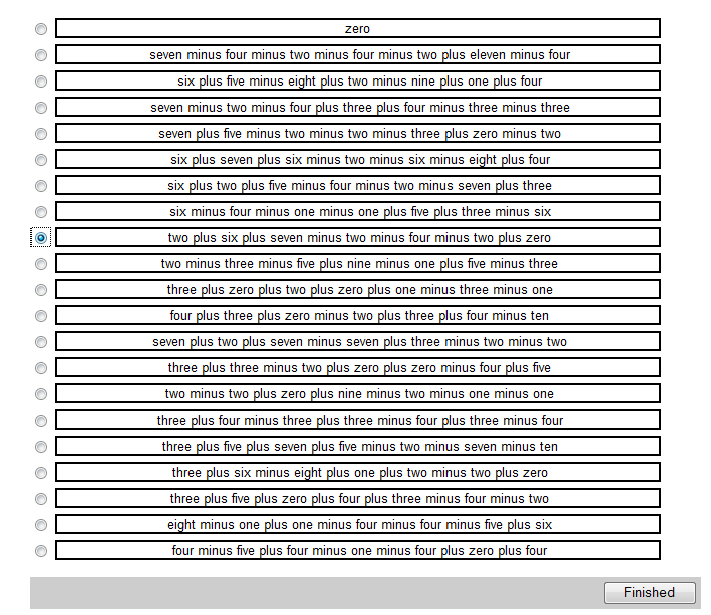 zero
seven minus four minus two minus four minus two plus eleven minus four
six plus five minus eight plus two minus nine plus one plus four
seven minus two minus four plus three plus four minus three minus three
seven plus five minus two minus two minus three plus zero minus two
six plus seven plus six minus two minus six minus eight plus four
six plus two plus five minus four minus two minus seven plus three
six minus four minus one minus one plus five plus three minus six
two plus six plus seven minus two minus four minus two plus zero
two minus three minus five plus nine minus one plus five minus three
three plus zero plus two plus zero plus one minus three minus one
four plus three plus zero minus two plus three plus four minus ten
seven plus two plus seven minus seven plus three minus two minus two
three plus three minus two plus zero plus zero minus four plus five
two minus two plus zero plus nine minus two minus one minus one
three plus four minus three plus three minus four plus three minus four
three plus five plus seven plus five minus two minus seven minus ten
three plus six minus eight plus one plus two minus two plus zero
three plus five plus zero plus four plus three minus four minus two
eight minus one plus one minus four minus four minus five plus six
four minus five plus four minus one minus four plus zero plus four
Finished